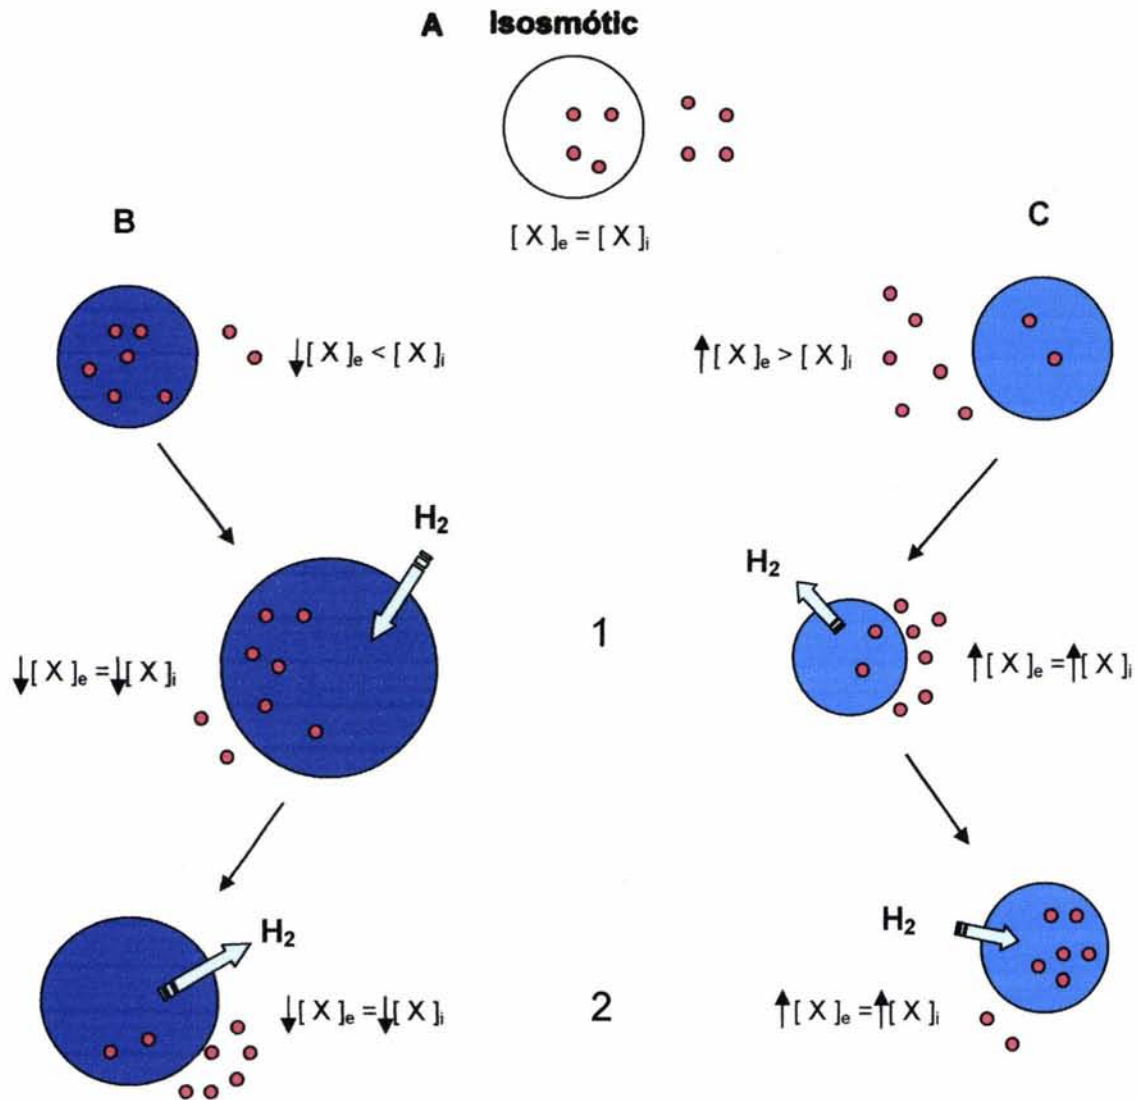 A Isosmótic
[ X ]e = [ X ]i
B
C
↓[ X ]e < [ X ]i
↑[ X ]e > [ X ]i
H2
H2
1
↓[ X ]e = ↓[ X ]i
↑[ X ]e = ↑[ X ]i
H2
H2
↓[ X ]e = ↓[ X ]i
2
↑[ X ]e = ↑[ X ]i